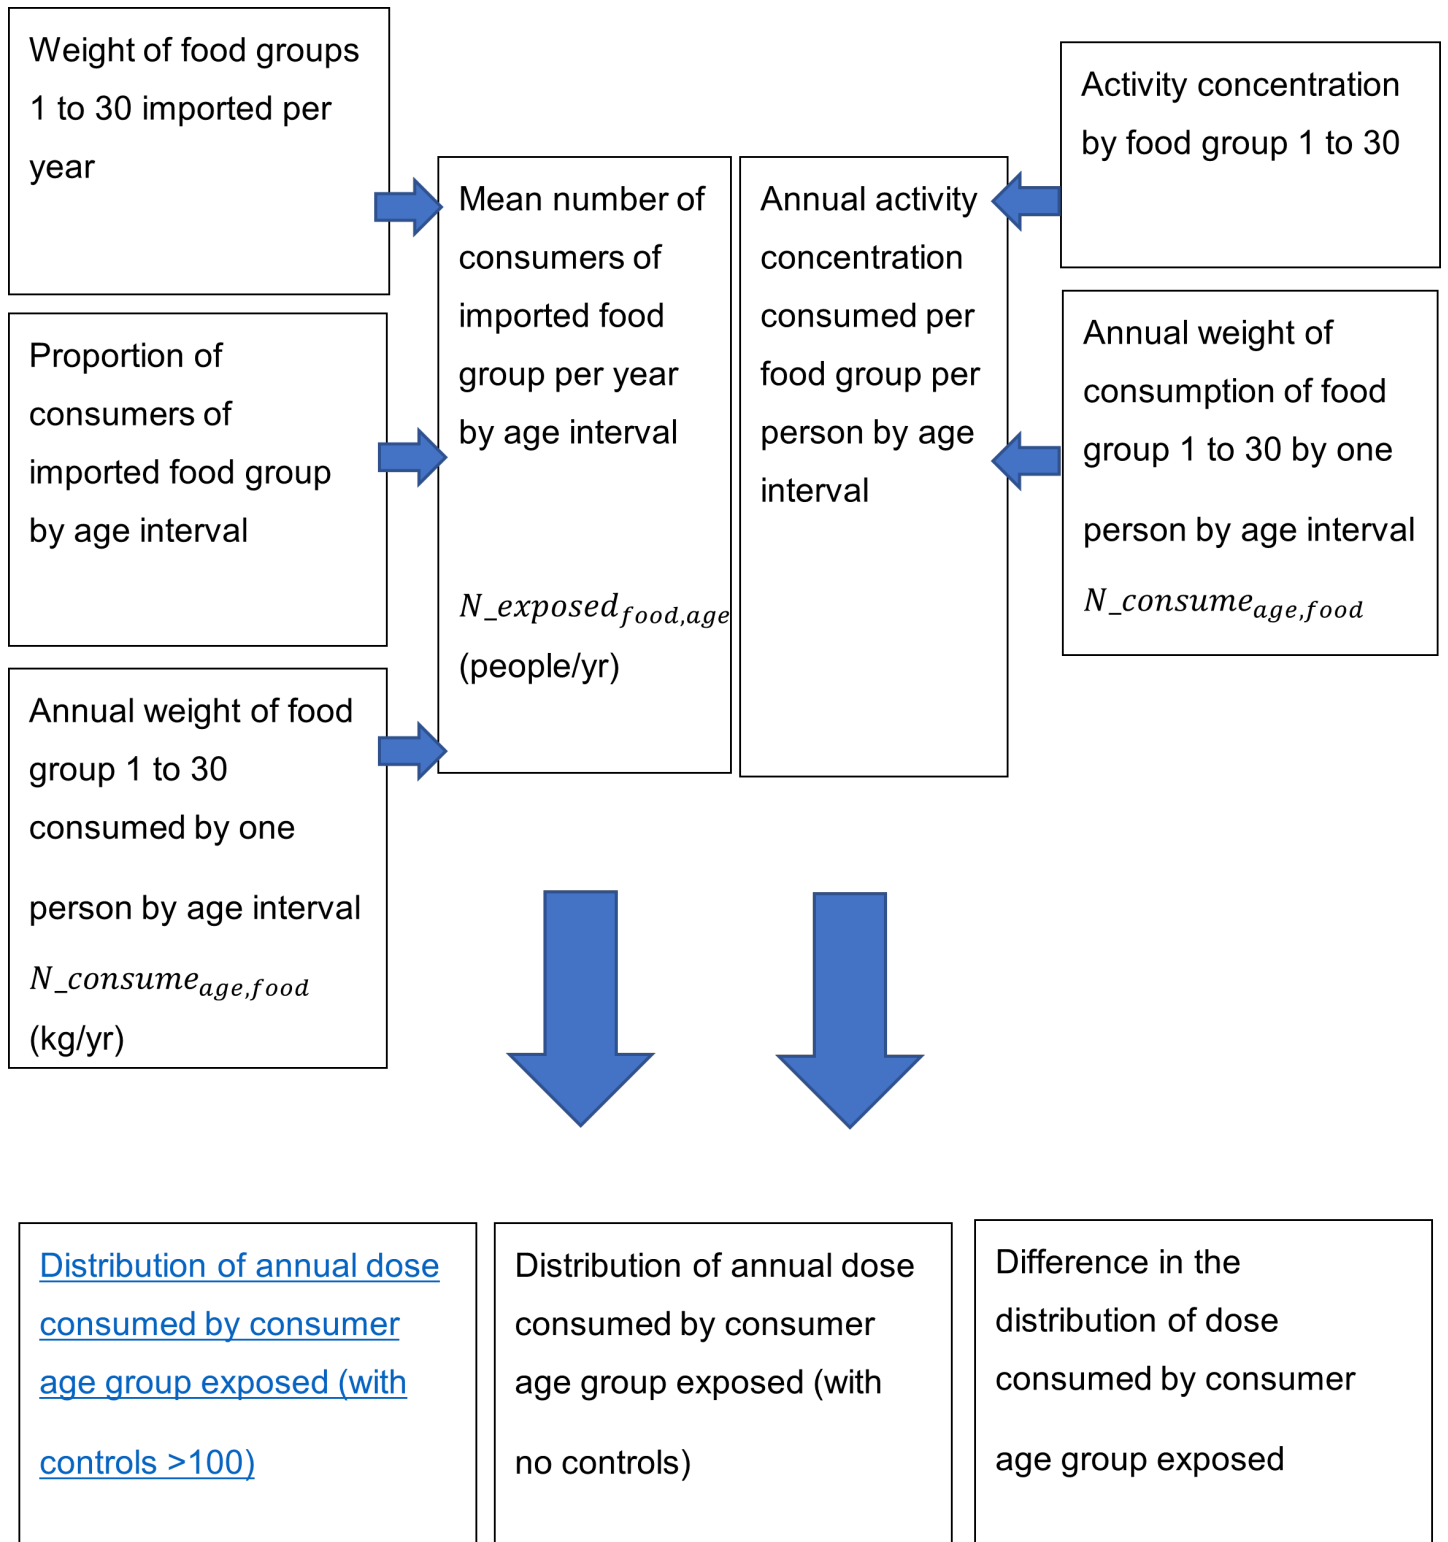 Weight of food groups
1 to 30 imported per
year
Proportion of
consumers of
imported food group
by age interval
Annual weight of food
group 1 to 30
consumed by one
person by age interval
N_consume_{age,food}
(kg/yr)
Mean number of
consumers of
imported food
group per year
by age interval
N_exposed_{food,age}
(people/yr)
Annual activity
concentration
consumed per
food group per
person by age
interval
Activity concentration
by food group 1 to 30
Annual weight of
consumption of food
group 1 to 30 by one
person by age interval
N_consume_{age,food}
Distribution of annual dose
consumed by consumer
age group exposed (with
controls >100)
Distribution of annual dose
consumed by consumer
age group exposed (with
no controls)
Difference in the
distribution of dose
consumed by consumer
age group exposed